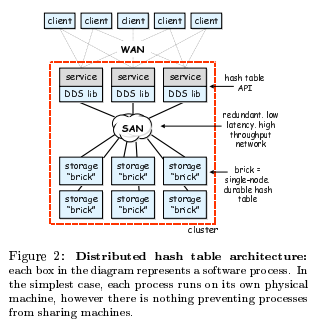 client client client client client
WAN
service service service
DDS lib DDS lib DDS lib
hash table
API
SAN
redundant, low
latency, high
throughput
network
storage storage storage
"brick" "brick" "brick"
brick =
single-node,
durable hash
table
storage storage storage
"brick" "brick" "brick"
cluster
Figure 2: Distributed hash table architecture:
each box in the diagram represents a software process. In
the simplest case, each process runs on its own physical
machine, however there is nothing preventing processes
from sharing machines.